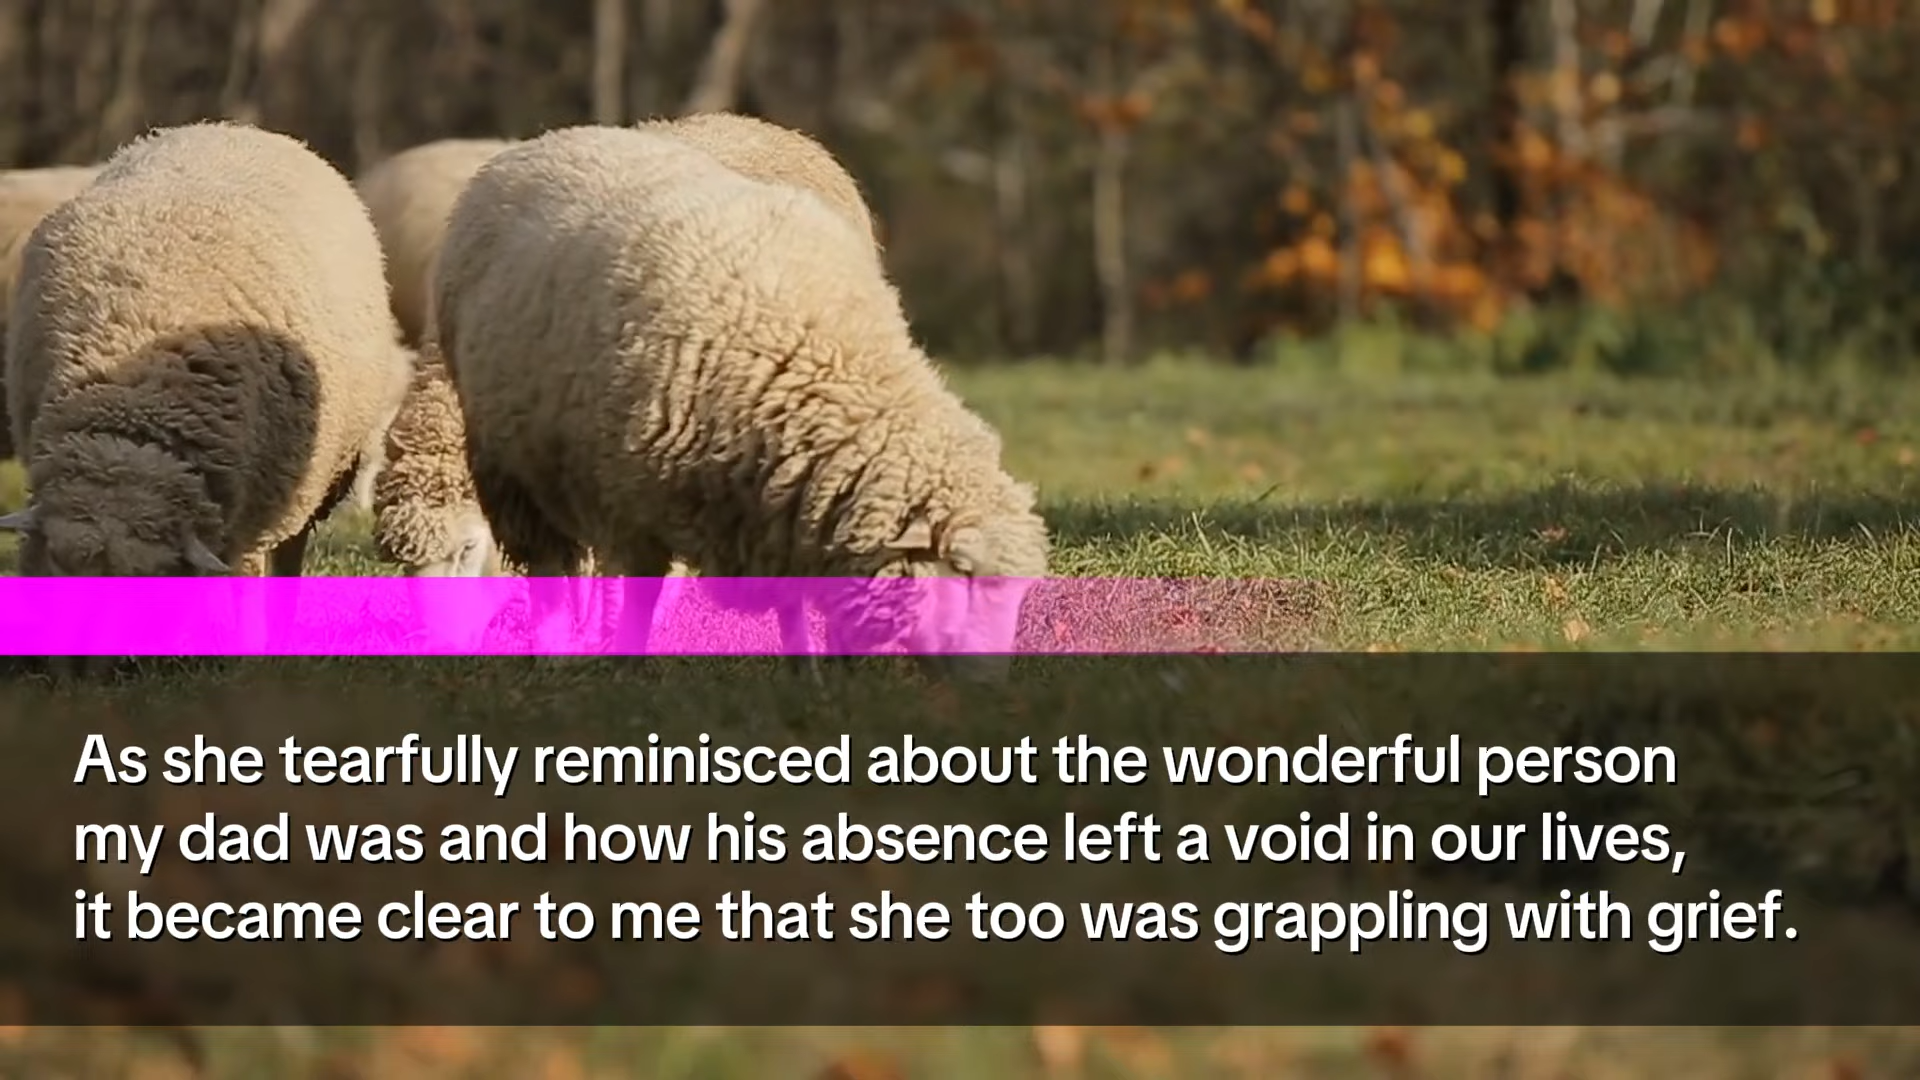 As she tearfully reminisced about the wonderful person
my dad was and how his absence left a void in our lives,
it became clear to me that she too was grappling with grief.